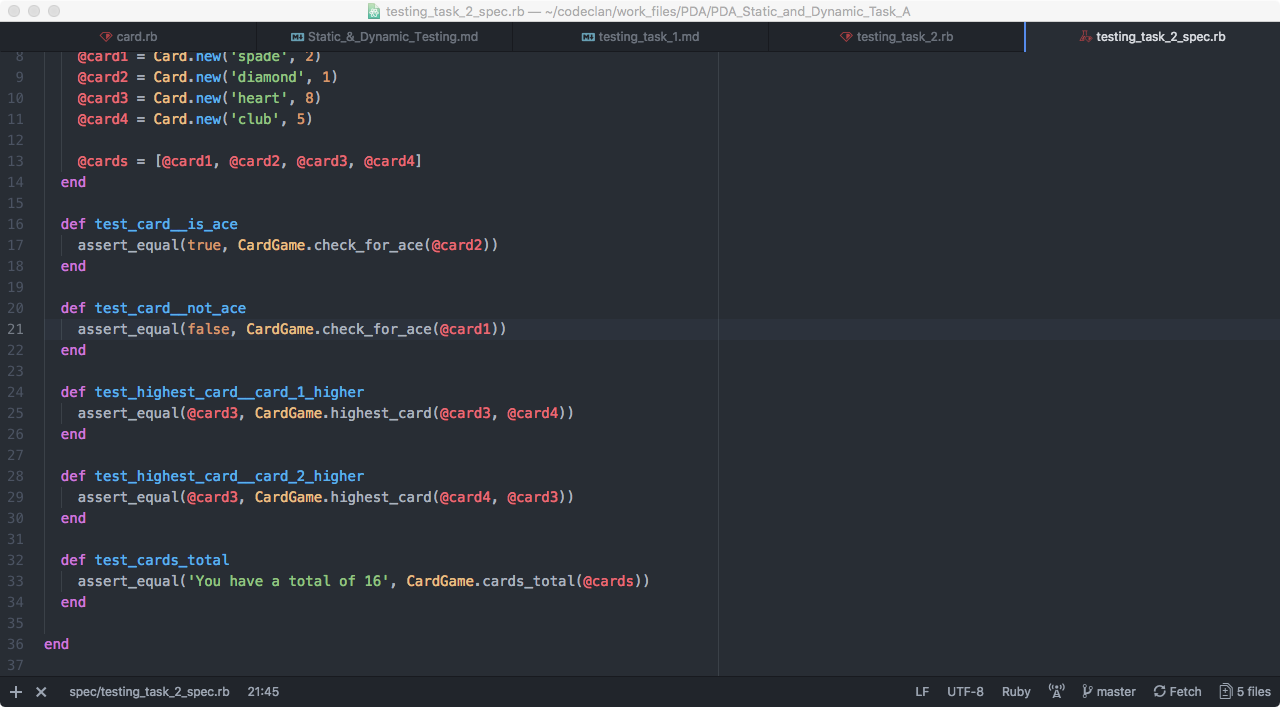 testing_task_2_spec.rb — ~/codeclan/work_files/PDA/PDA_Static_and_Dynamic_Task_A
card.rb Static_&_Dynamic_Testing.md testing_task_1.md testing_task_2.rb testing_task_2_spec.rb
8 @card1 = Card.new('spade', 2)
9 @card2 = Card.new('diamond', 1)
10 @card3 = Card.new('heart', 8)
11 @card4 = Card.new('club', 5)
12
13 @cards = [@card1, @card2, @card3, @card4]
14 end
15
16 def test_card__is_ace
17 assert_equal(true, CardGame.check_for_ace(@card2))
18 end
19
20 def test_card__not_ace
21 assert_equal(false, CardGame.check_for_ace(@card1))
22 end
23
24 def test_highest_card__card_1_higher
25 assert_equal(@card3, CardGame.highest_card(@card3, @card4))
26 end
27
28 def test_highest_card__card_2_higher
29 assert_equal(@card3, CardGame.highest_card(@card4, @card3))
30 end
31
32 def test_cards_total
33 assert_equal('You have a total of 16', CardGame.cards_total(@cards))
34 end
35
36 end
37
spec/testing_task_2_spec.rb 21:45 LF UTF-8 Ruby master Fetch 5 files